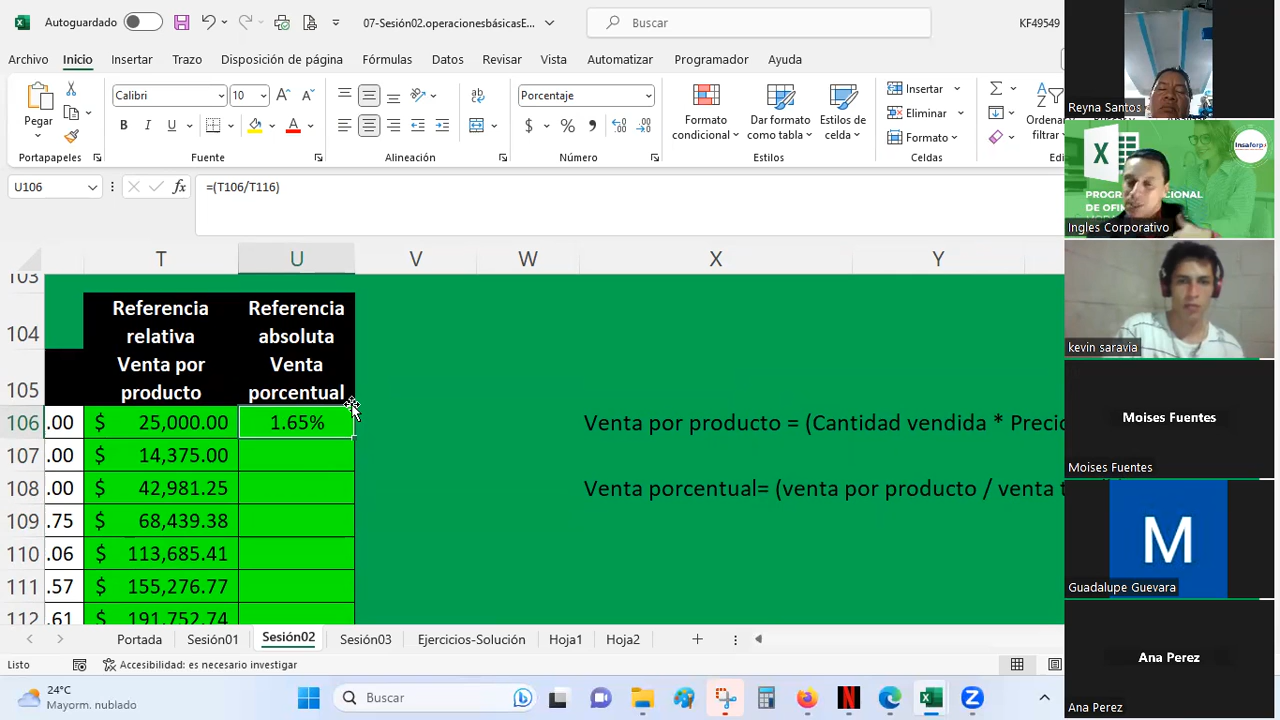 Autoguardado
07-Sesión02.operacionesbásicasE...
Buscar
KF49549
Archivo Inicio Insertar Trazo Disposición de página Fórmulas Datos Revisar Vista Automatizar Programador Ayuda
Pegar
Calibri 10
N K S
Porcentaje
$ % 
Formato condicional
Dar formato como tabla
Estilos de celda
Insertar
Eliminar
Formato
Ordenar
filtrar
Portapapeles Fuente Alineación Número Estilos Celdas
U106
fx
=(T106/T116)
T U V W X Y
103
104
105
Referencia relativa
Venta por producto
Referencia absoluta
Venta porcentual
106 .00 $ 25,000.00 1.65%
Venta por producto = (Cantidad vendida * Precio
107 .00 $ 14,375.00
108 .00 $ 42,981.25
Venta porcentual= (venta por producto / venta t
109 .75 $ 68,439.38
110 .06 $ 113,685.41
111 .57 $ 155,276.77
112 .61 $ 191,752.74
Portada Sesión01 Sesión02 Sesión03 Ejercicios-Solución Hoja1 Hoja2
Listo
Accesibilidad: es necesario investigar
24°C
Mayorm. nublado
Buscar
Reyna Santos
Insaforp
DE OFI
Ingles Corporativo
kevin saravia
Moises Fuentes
Moises Fuentes
M
Guadalupe Guevara
Ana Perez
Ana Perez